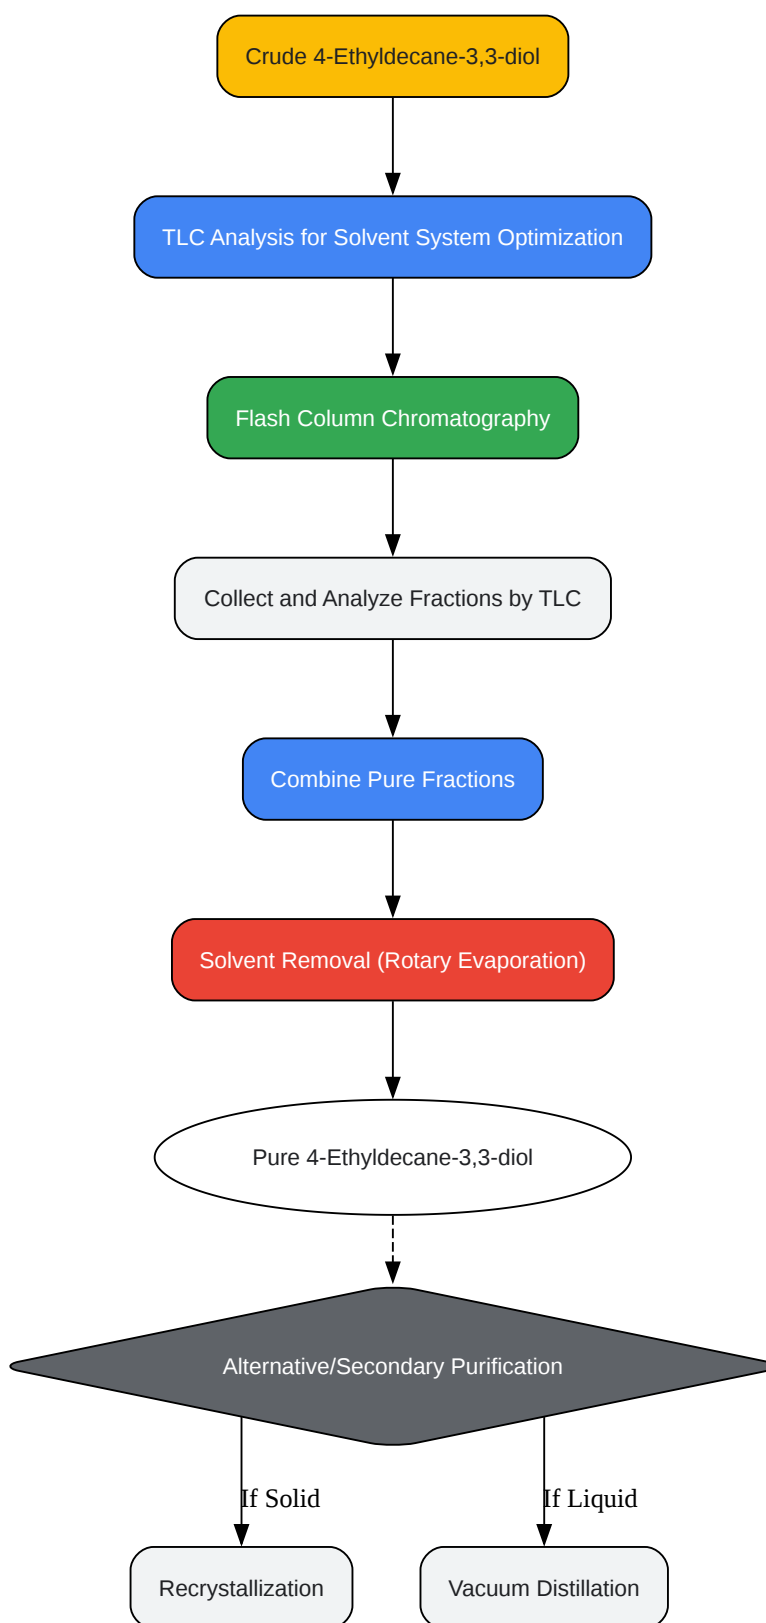 Crude 4-Ethyldecane-3,3-diol
TLC Analysis for Solvent System Optimization
Flash Column Chromatography
Collect and Analyze Fractions by TLC
Combine Pure Fractions
Solvent Removal (Rotary Evaporation)
Pure 4-Ethyldecane-3,3-diol
Alternative/Secondary Purification
If Solid
If Liquid
Recrystallization
Vacuum Distillation